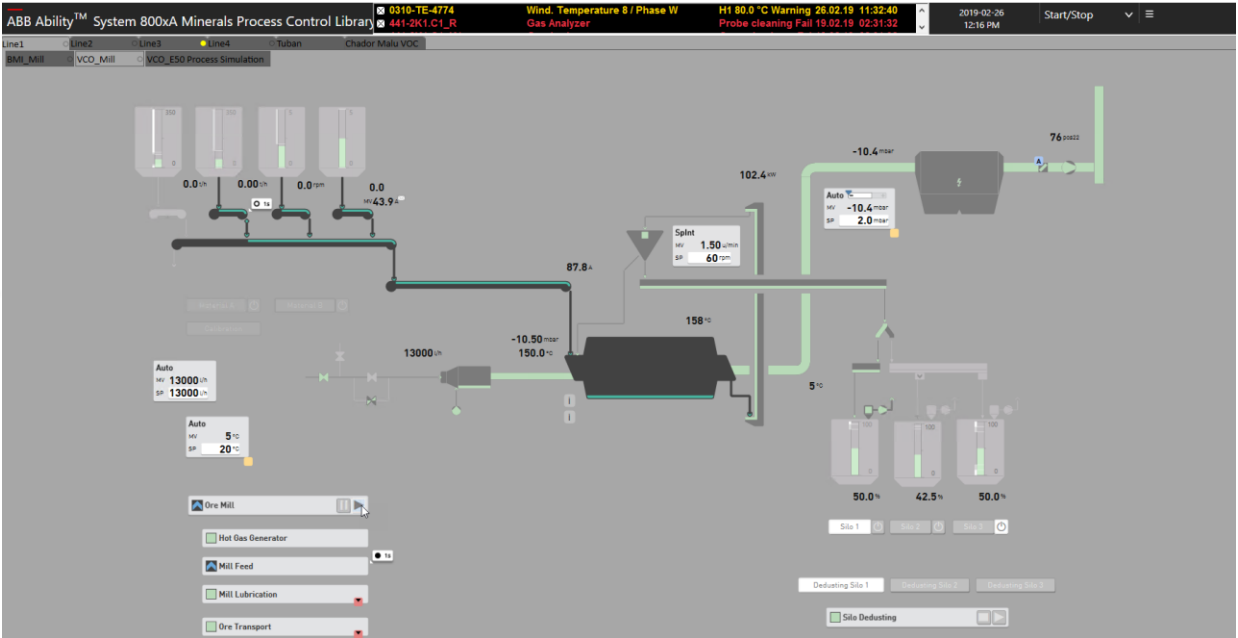 ABB Ability™ System 800xA Minerals Process Control Library
0310-TE-4774 Wind. Temperature 8 / Phase W H1 80.0 °C Warning 26.02.19 11:32:40
441-2K1.C1_R Gas Analyzer Probe cleaning Fail 19.02.19 02:31:32
2019-02-26
12:16 PM
Start/Stop
Line1 Line2 Line3 Line4 Tuban Chador Malu VOC
BMI_Mill VCO_Mill VCO_E50 Process Simulation
0.0 t/h 0.00 t/h 0.0 rpm 0.0
MV 43.9 A
1s
87.8 A
102.4 kW
-10.4 mbar
76
A
Auto
MV -10.4 mbar
SP 2.0 mbar
SpInt
MV 1.50 u/min
SP 60 rpm
158 °C
-10.50 mbar
150.0 °C
13000 l/h
5 °C
Auto
MV 13000 l/h
SP 13000 l/h
Auto
MV 5 °C
SP 20 °C
100 100 100
0 0 0
50.0 % 42.5 % 50.0 %
Silo 1 Silo 2 Silo 3
Dedusting Silo 1 Dedusting Silo 2 Dedusting Silo 3
Silo Dedusting
Ore Mill
Hot Gas Generator
1s
Mill Feed
Mill Lubrication
Ore Transport